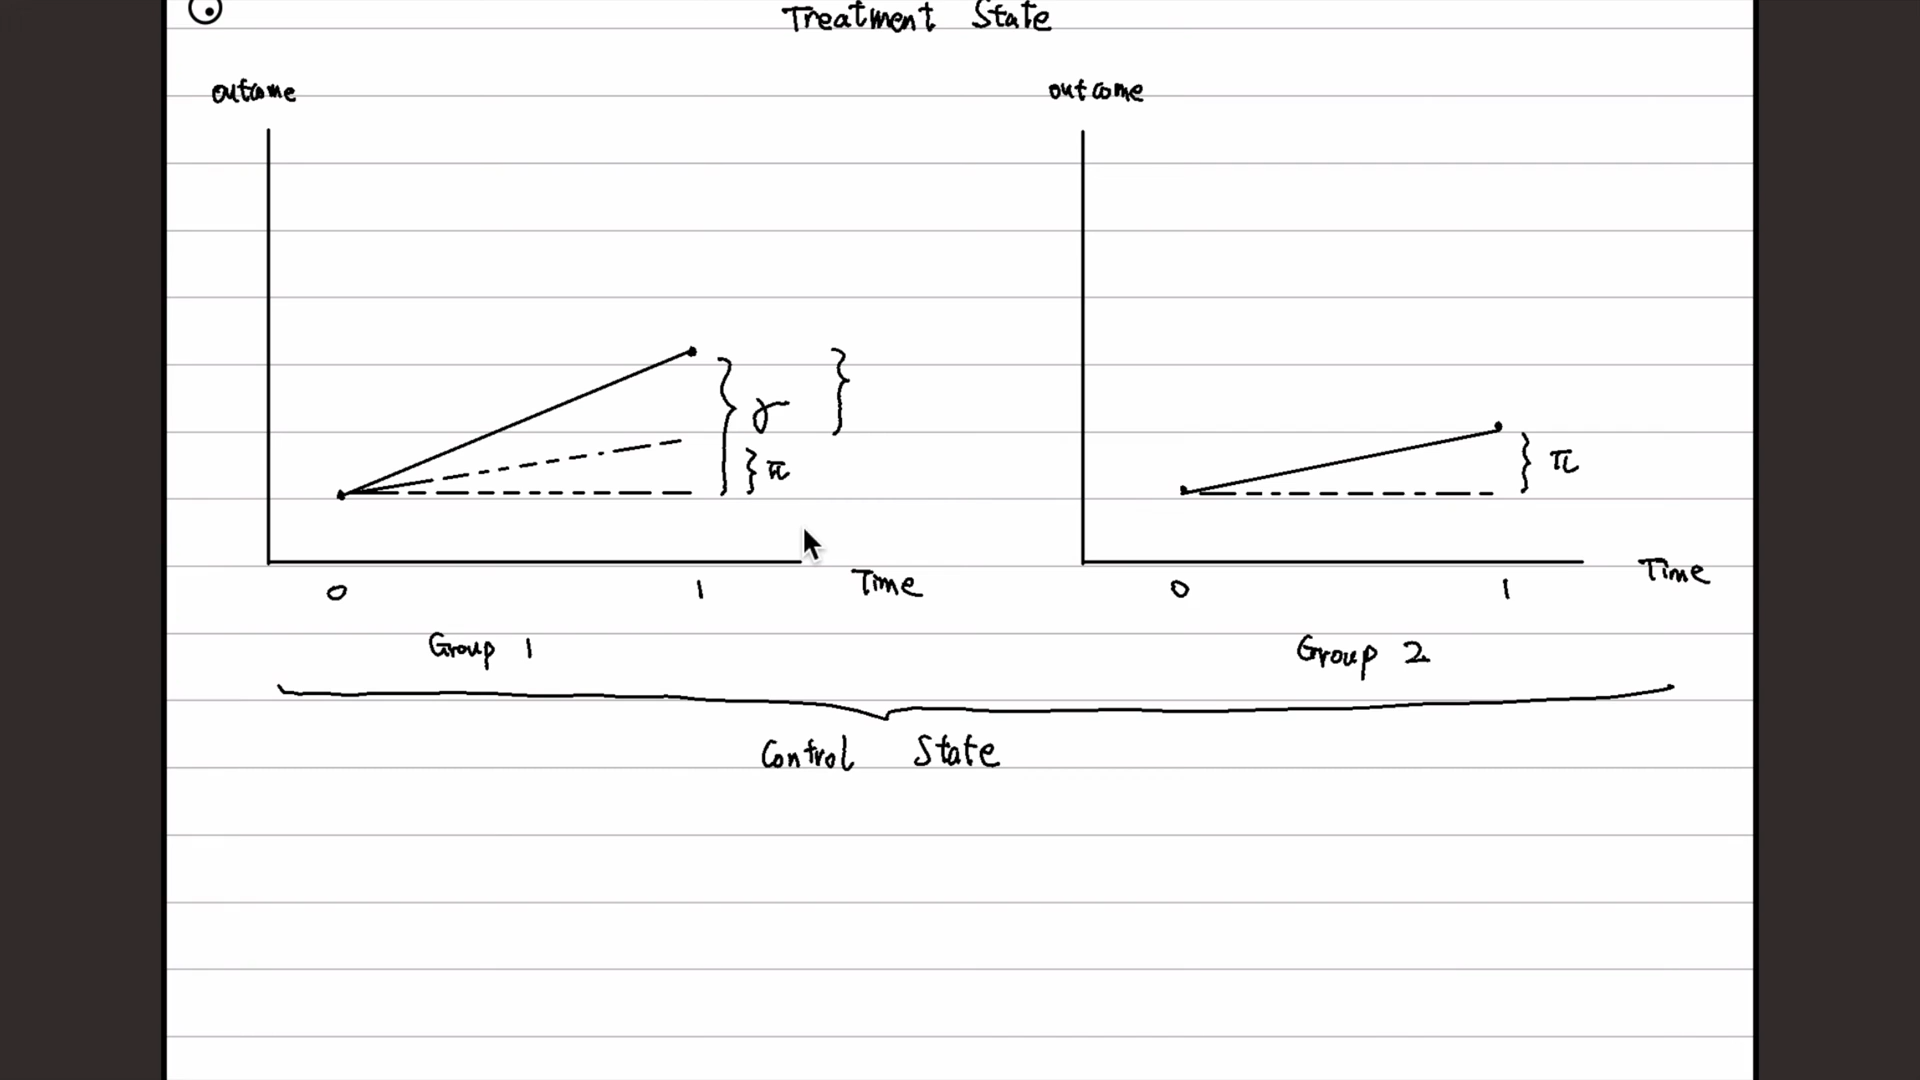 Treatment State
outcome
outcome
γ
}π
} π
0
1
Time
0
1
Time
Group 1
Group 2
Control State